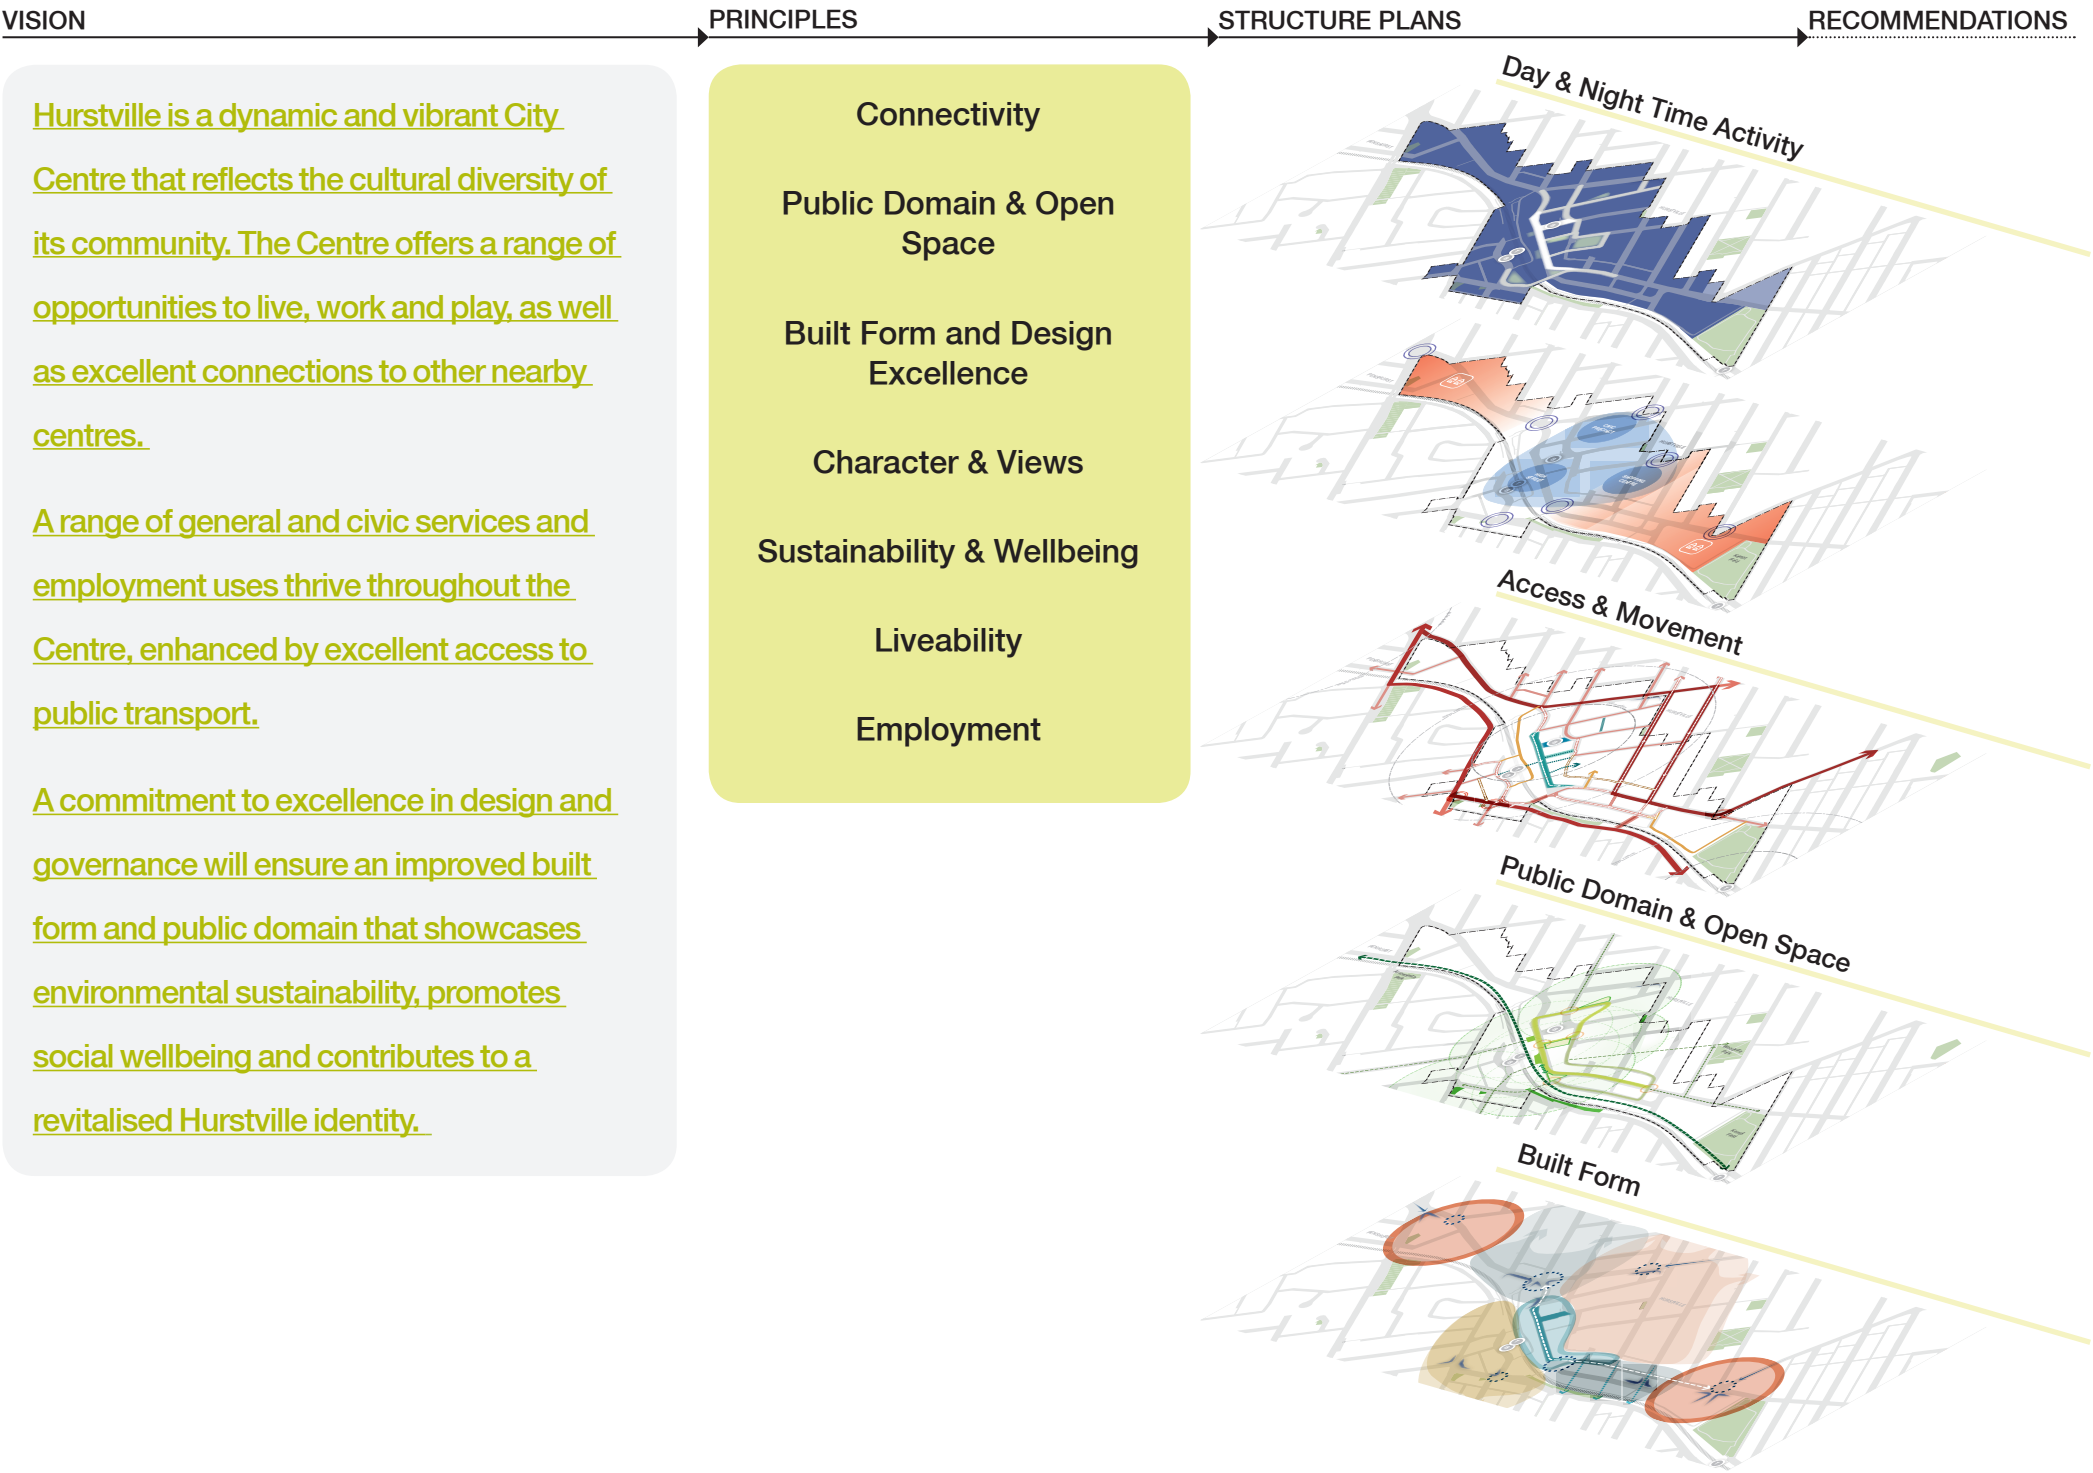 VISION
PRINCIPLES
STRUCTURE PLANS
RECOMMENDATIONS
Hurstville is a dynamic and vibrant City
Centre that reflects the cultural diversity of
its community. The Centre offers a range of
opportunities to live, work and play, as well
as excellent connections to other nearby
centres.
A range of general and civic services and
employment uses thrive throughout the
Centre, enhanced by excellent access to
public transport.
A commitment to excellence in design and
governance will ensure an improved built
form and public domain that showcases
environmental sustainability, promotes
social wellbeing and contributes to a
revitalised Hurstville identity.
Connectivity
Public Domain & Open
Space
Built Form and Design
Excellence
Character & Views
Sustainability & Wellbeing
Liveability
Employment
Day & Night Time Activity
Access & Movement
Public Domain & Open Space
Built Form